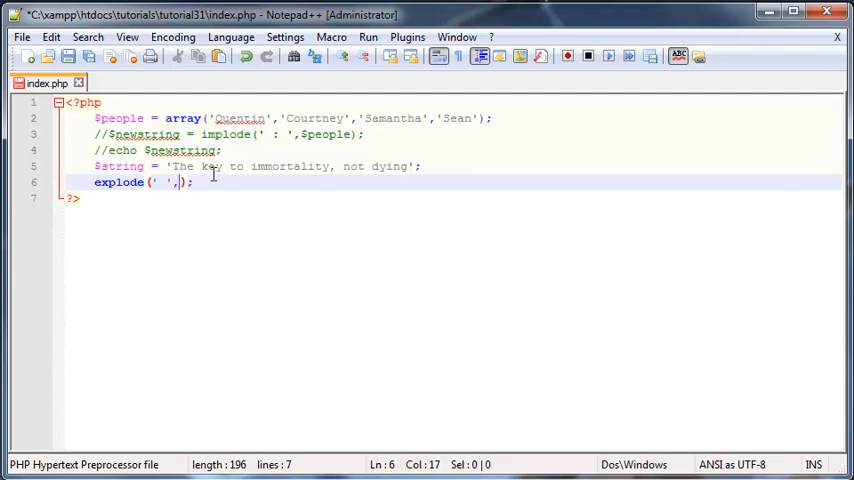 *C:\xampp\htdocs\tutorials\tutorial31\index.php - Notepad++ [Administrator]
File Edit Search View Encoding Language Settings Macro Run Plugins Window ? X
ABC
index.php
1 <?php
2 $people = array('Quentin','Courtney','Samantha','Sean');
3 //$newstring = implode(' : ',$people);
4 //echo $newstring;
5 $string = 'The key to immortality, not dying';
6 explode(' ',);
7 ?>
PHP Hypertext Preprocessor file length : 196 lines : 7 Ln : 6 Col : 17 Sel : 0 | 0 Dos\Windows ANSI as UTF-8 INS